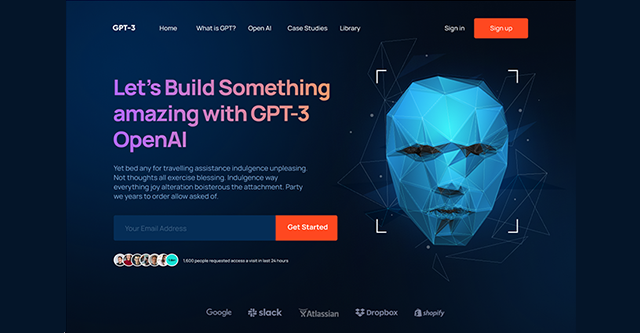 GPT-3 Home What is GPT? Open AI Case Studies Library Sign in Sign up
Let's Build Something
amazing with GPT-3
OpenAI
Yet bed any for travelling assistance indulgence unpleasing.
Not thoughts all exercise blessing. Indulgence way
everything joy alteration boisterous the attachment. Party
we years to order allow asked of.
Your Email Address Get Started
1,600 people requested access a visit in last 24 hours
Google slack Atlassian Dropbox shopify